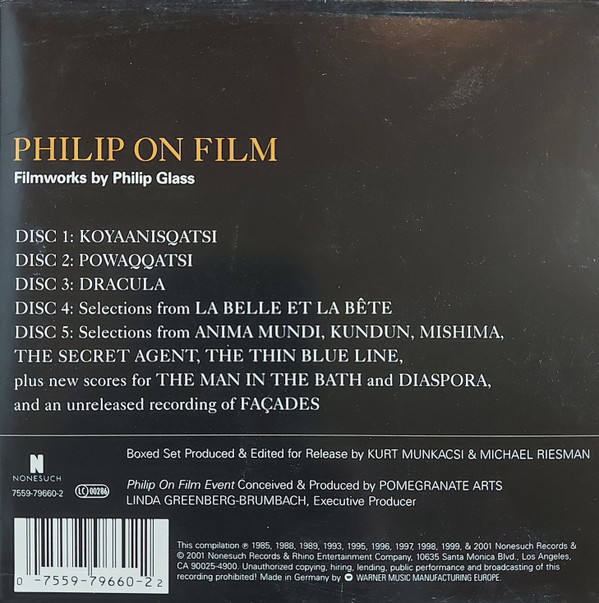 PHILIP ON FILM
Filmworks by Philip Glass
DISC 1: KOYAANISQATSI
DISC 2: POWAQQATSI
DISC 3: DRACULA
DISC 4: Selections from LA BELLE ET LA BÊTE
DISC 5: Selections from ANIMA MUNDI, KUNDUN, MISHIMA,
THE SECRET AGENT, THE THIN BLUE LINE,
plus new scores for THE MAN IN THE BATH and DIASPORA,
and an unreleased recording of FAÇADES
N
NONESUCH
7559-79660-2
LC 00286
Boxed Set Produced & Edited for Release by KURT MUNKACSI & MICHAEL RIESMAN
Philip On Film Event Conceived & Produced by POMEGRANATE ARTS
LINDA GREENBERG-BRUMBACH, Executive Producer
0 -7559-79660-2 2
This compilation ℗ 1985, 1988, 1989, 1993, 1995, 1996, 1997, 1998, 1999, & 2001 Nonesuch Records &
© 2001 Nonesuch Records & Rhino Entertainment Company, 10635 Santa Monica Blvd., Los Angeles,
CA 90025-4900. Unauthorized copying, hiring, lending, public performance and broadcasting of this
recording prohibited! Made in Germany by WARNER MUSIC MANUFACTURING EUROPE.